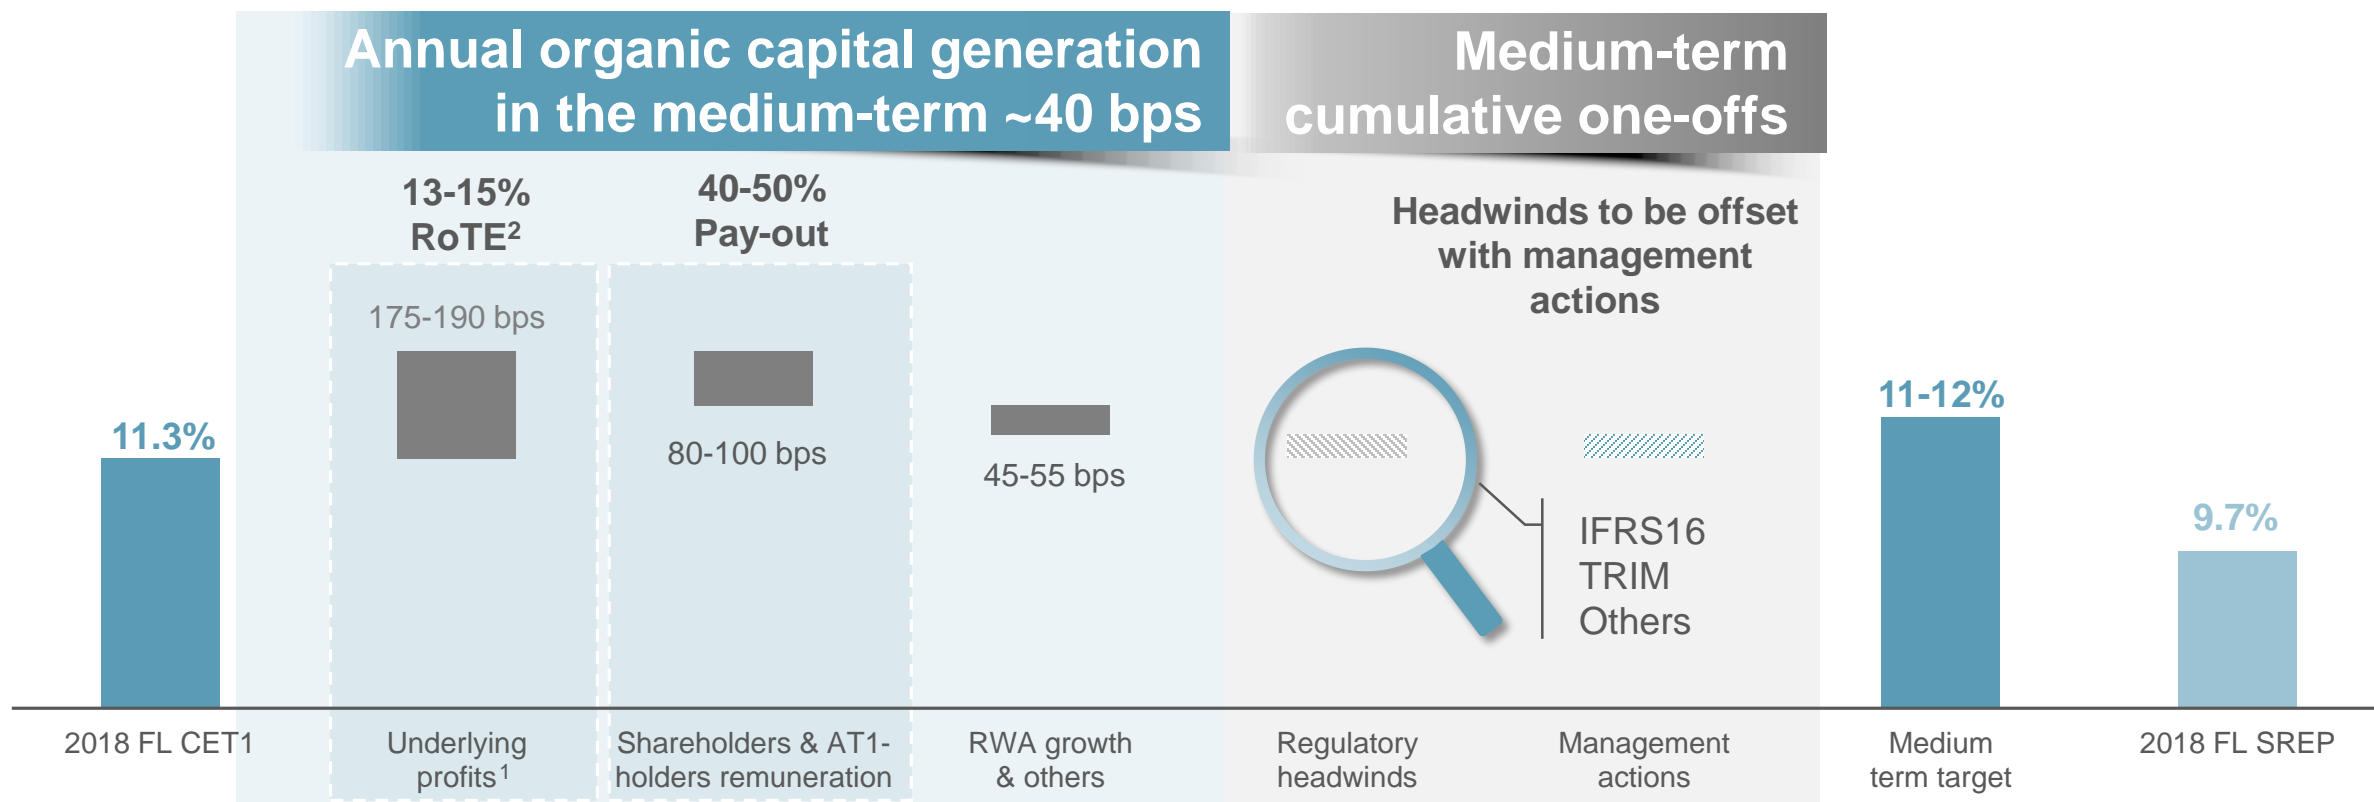 Annual organic capital generation
in the medium-term ~40 bps
Medium-term
cumulative one-offs
13-15%
RoTE²
40-50%
Pay-out
Headwinds to be offset
with management
actions
175-190 bps
80-100 bps
45-55 bps
11.3%
11-12%
9.7%
IFRS16
TRIM
Others
2018 FL CET1
Underlying
profits¹
Shareholders & AT1-
holders remuneration
RWA growth
& others
Regulatory
headwinds
Management
actions
Medium
term target
2018 FL SREP